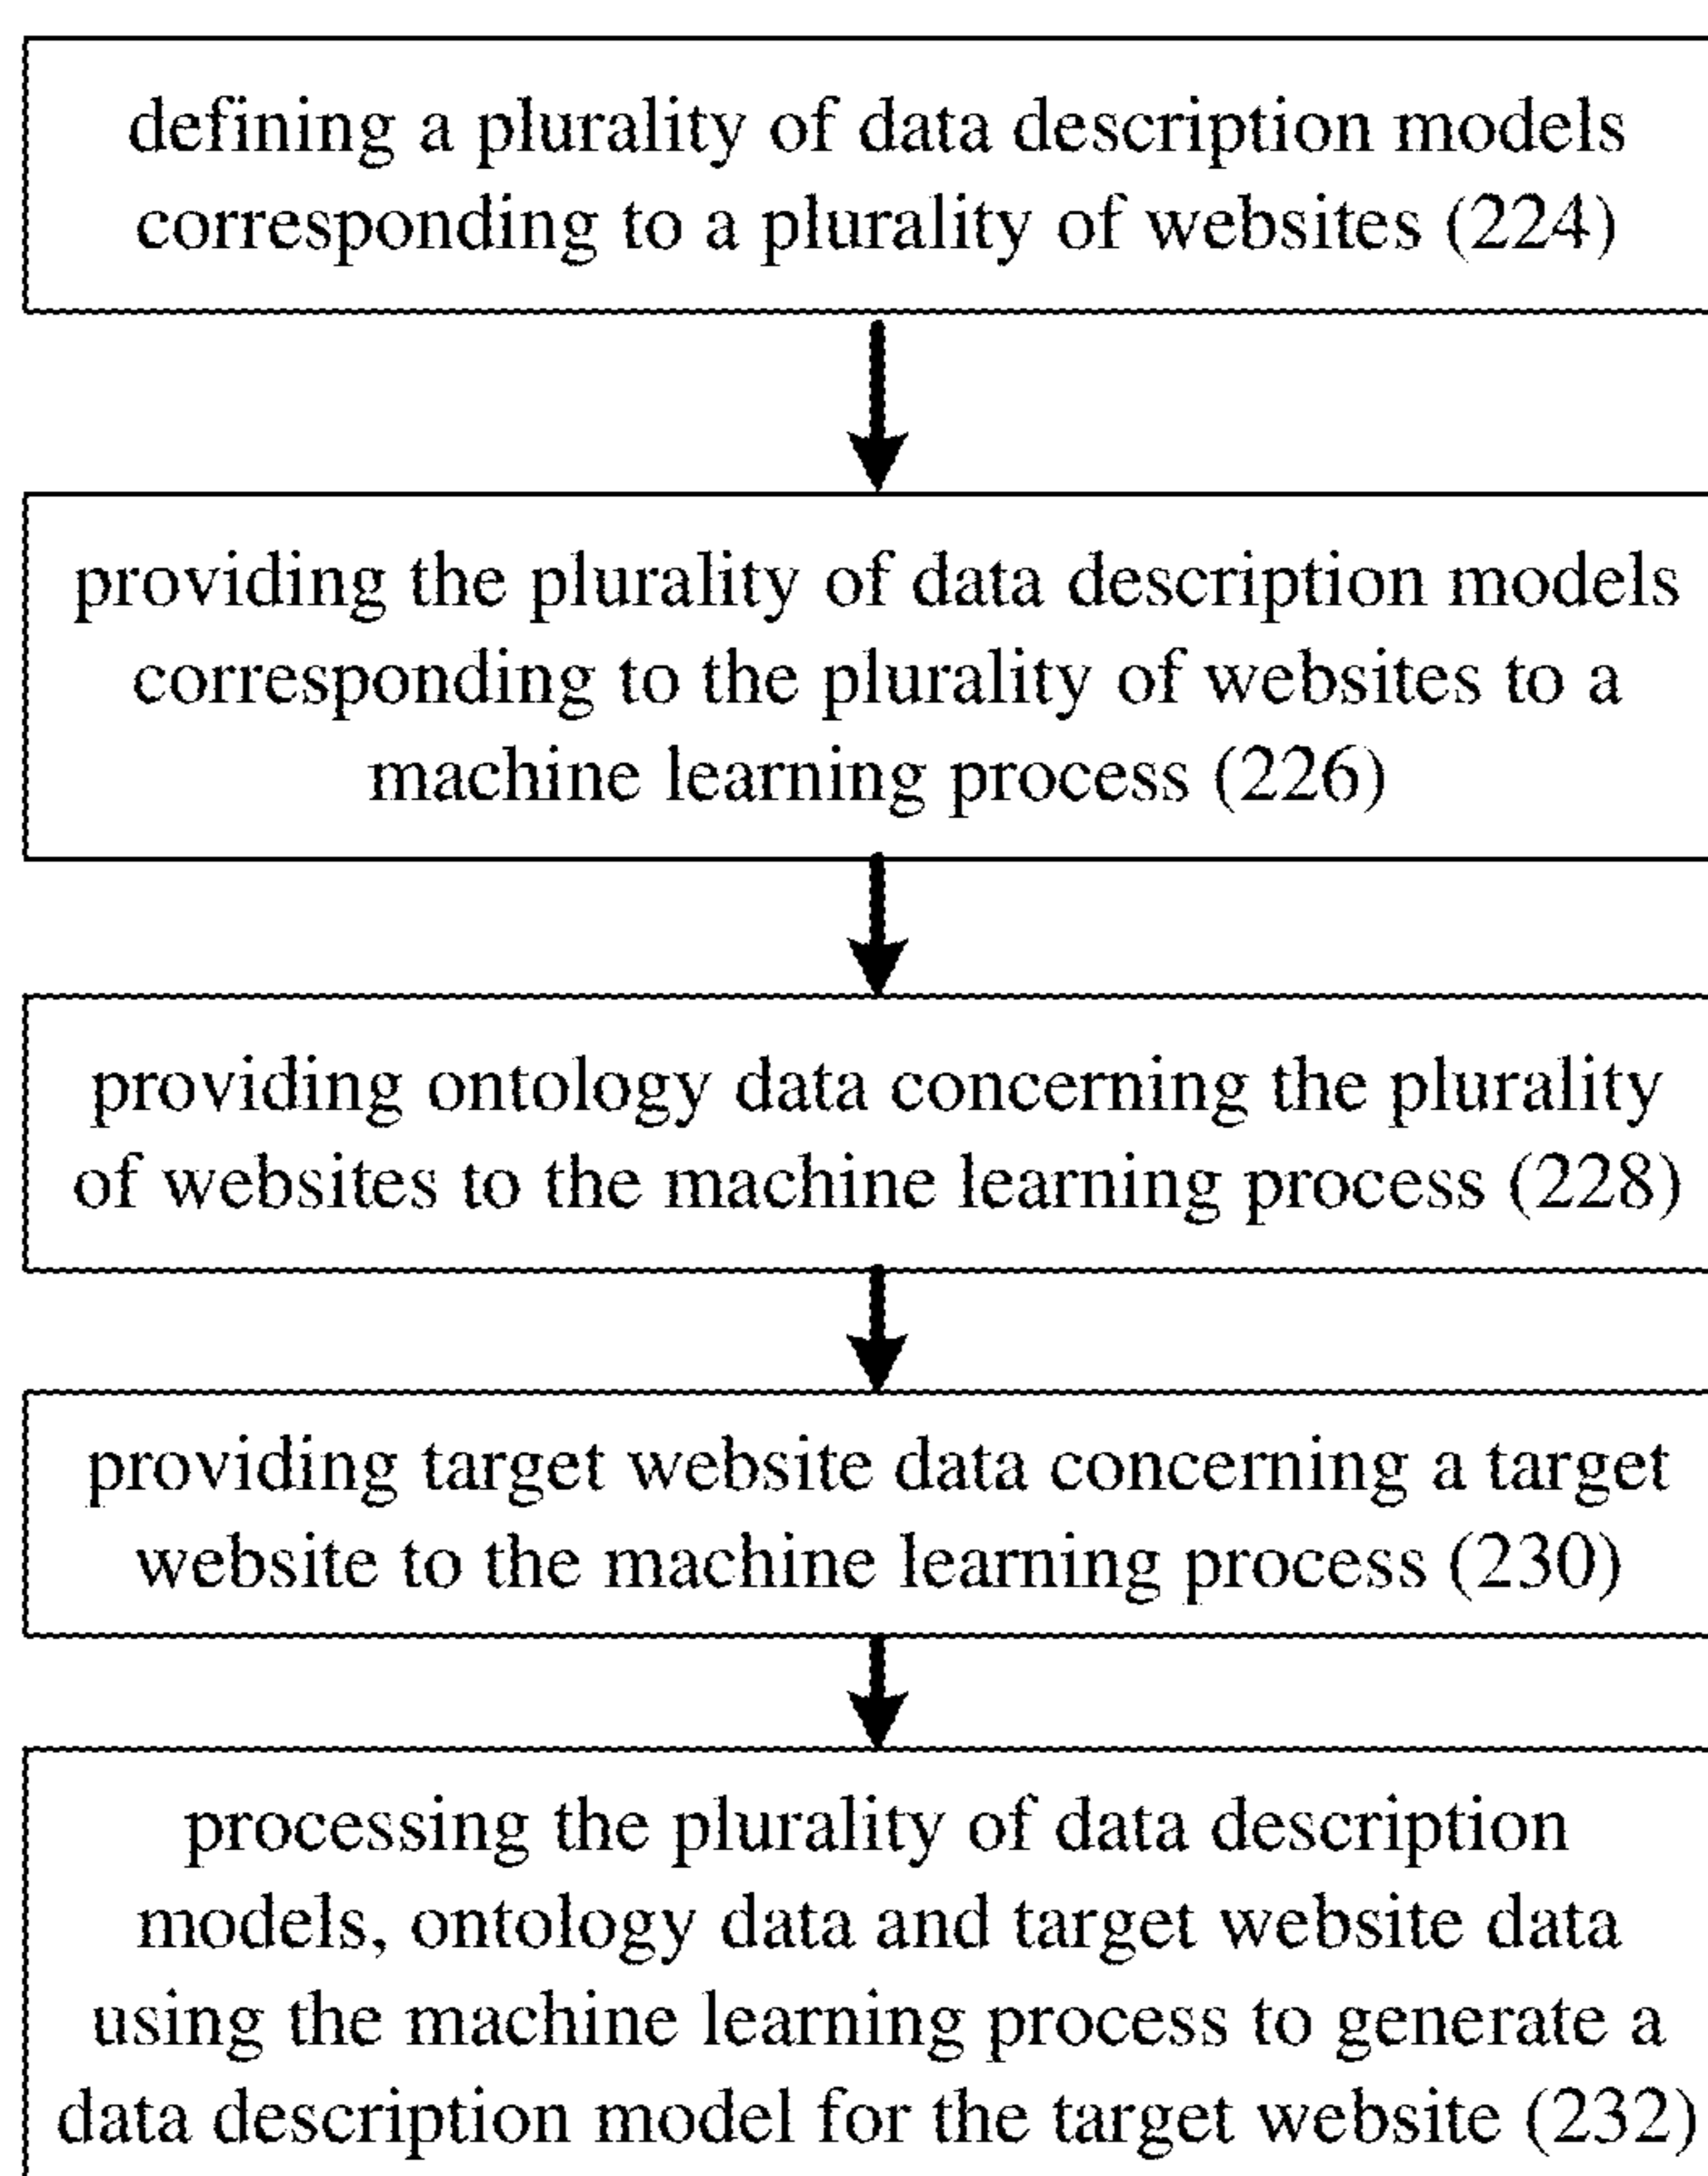 defining a plurality of data description models
corresponding to a plurality of websites (224)
providing the plurality of data description models
corresponding to the plurality of websites to a
machine learning process (226)
providing ontology data concerning the plurality
of websites to the machine learning process (228)
providing target website data concerning a target
website to the machine learning process (230)
processing the plurality of data description
models, ontology data and target website data
using the machine learning process to generate a
data description model for the target website (232)